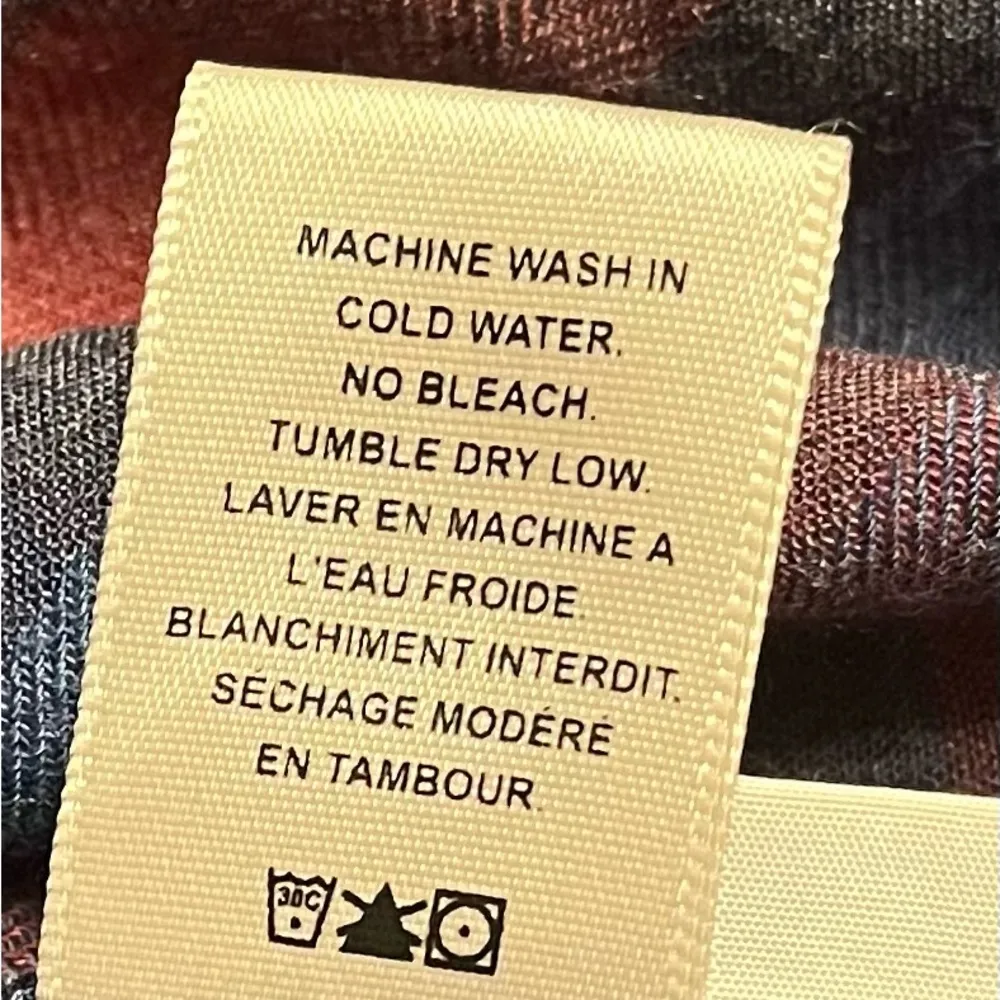 MACHINE WASH IN
COLD WATER.
NO BLEACH.
TUMBLE DRY LOW.
LAVER EN MACHINE A
L'EAU FROIDE.
BLANCHIMENT INTERDIT.
SÉCHAGE MODÉRÉ
EN TAMBOUR.
30C